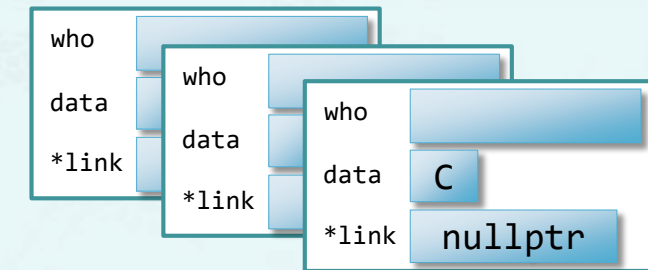 who
data
*link
who
data
*link
who
data C
*link nullptr